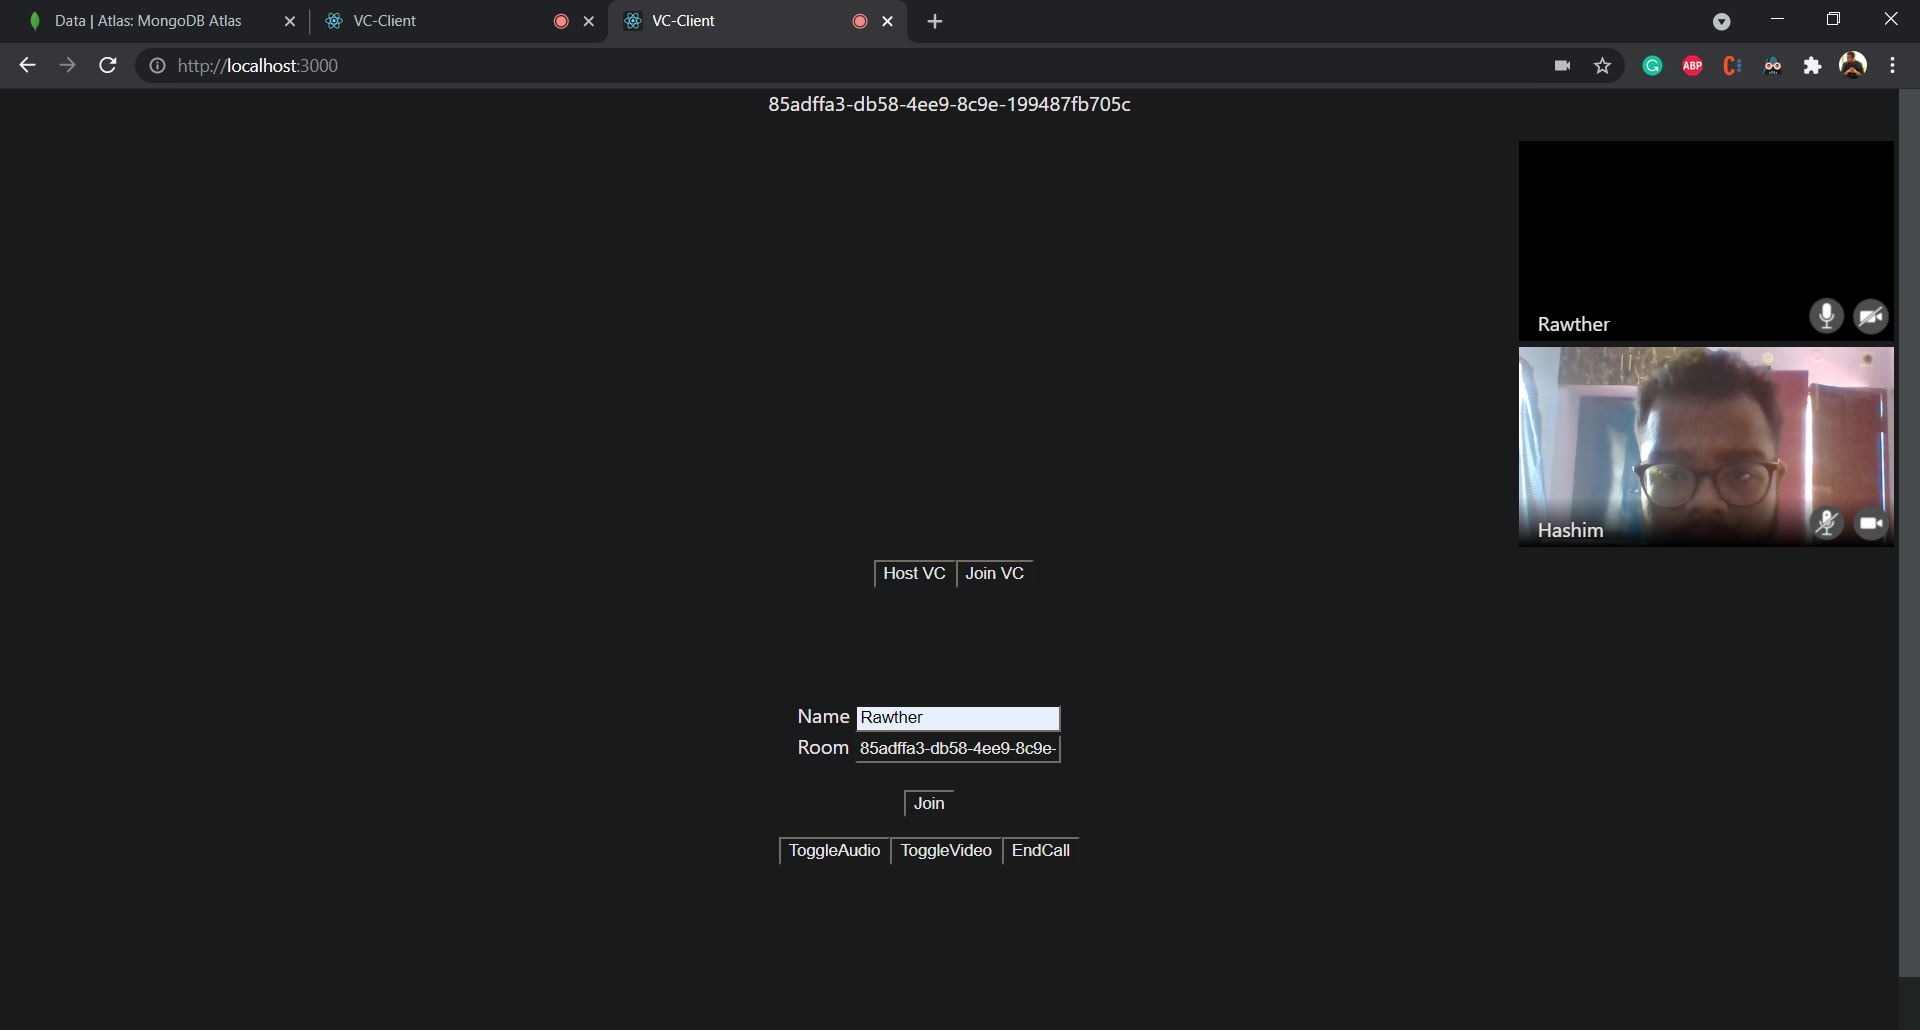 Data | Atlas: MongoDB Atlas
VC-Client
VC-Client
http://localhost:3000
ABP
85adffa3-db58-4ee9-8c9e-199487fb705c
Rawther
Hashim
Host VC
Join VC
Name Rawther
Room 85adffa3-db58-4ee9-8c9e-
Join
ToggleAudio
ToggleVideo
EndCall